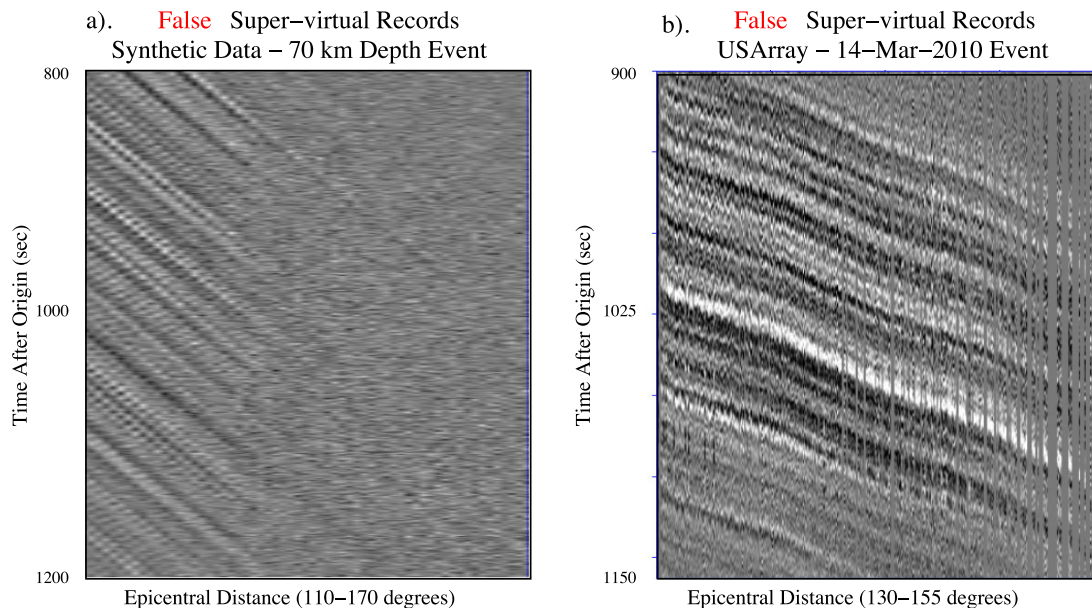 a). False Super-virtual Records
Synthetic Data – 70 km Depth Event
800
1000
1200
Time After Origin (sec)
Epicentral Distance (110–170 degrees)
b). False Super-virtual Records
USArray – 14-Mar-2010 Event
900
1025
1150
Time After Origin (sec)
Epicentral Distance (130–155 degrees)